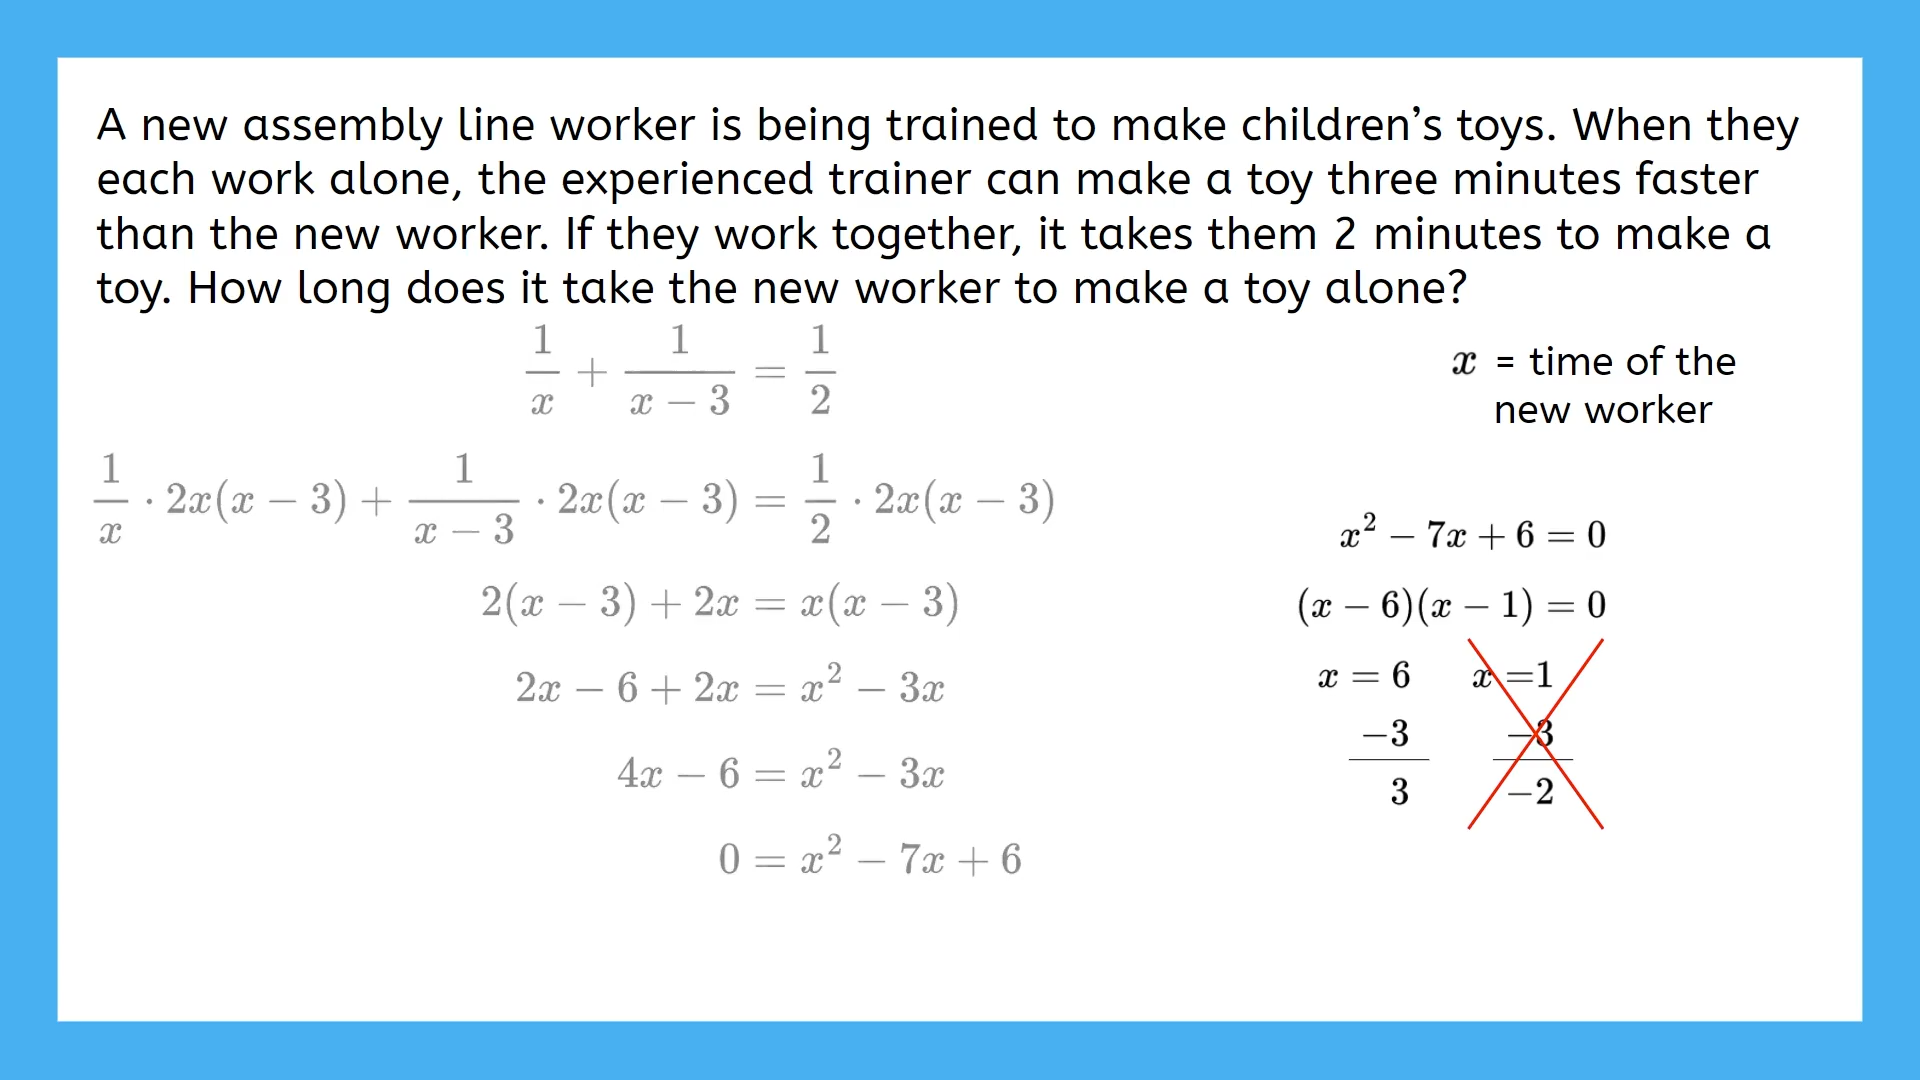 A new assembly line worker is being trained to make children’s toys. When they
each work alone, the experienced trainer can make a toy three minutes faster
than the new worker. If they work together, it takes them 2 minutes to make a
toy. How long does it take the new worker to make a toy alone?
1/x + 1/(x − 3) = 1/2
x = time of the
new worker
1/x · 2x(x − 3) + 1/(x − 3) · 2x(x − 3) = 1/2 · 2x(x − 3)
2(x − 3) + 2x = x(x − 3)
2x − 6 + 2x = x² − 3x
4x − 6 = x² − 3x
0 = x² − 7x + 6
x² − 7x + 6 = 0
(x − 6)(x − 1) = 0
x = 6 x =1
−3 −3
3 −2